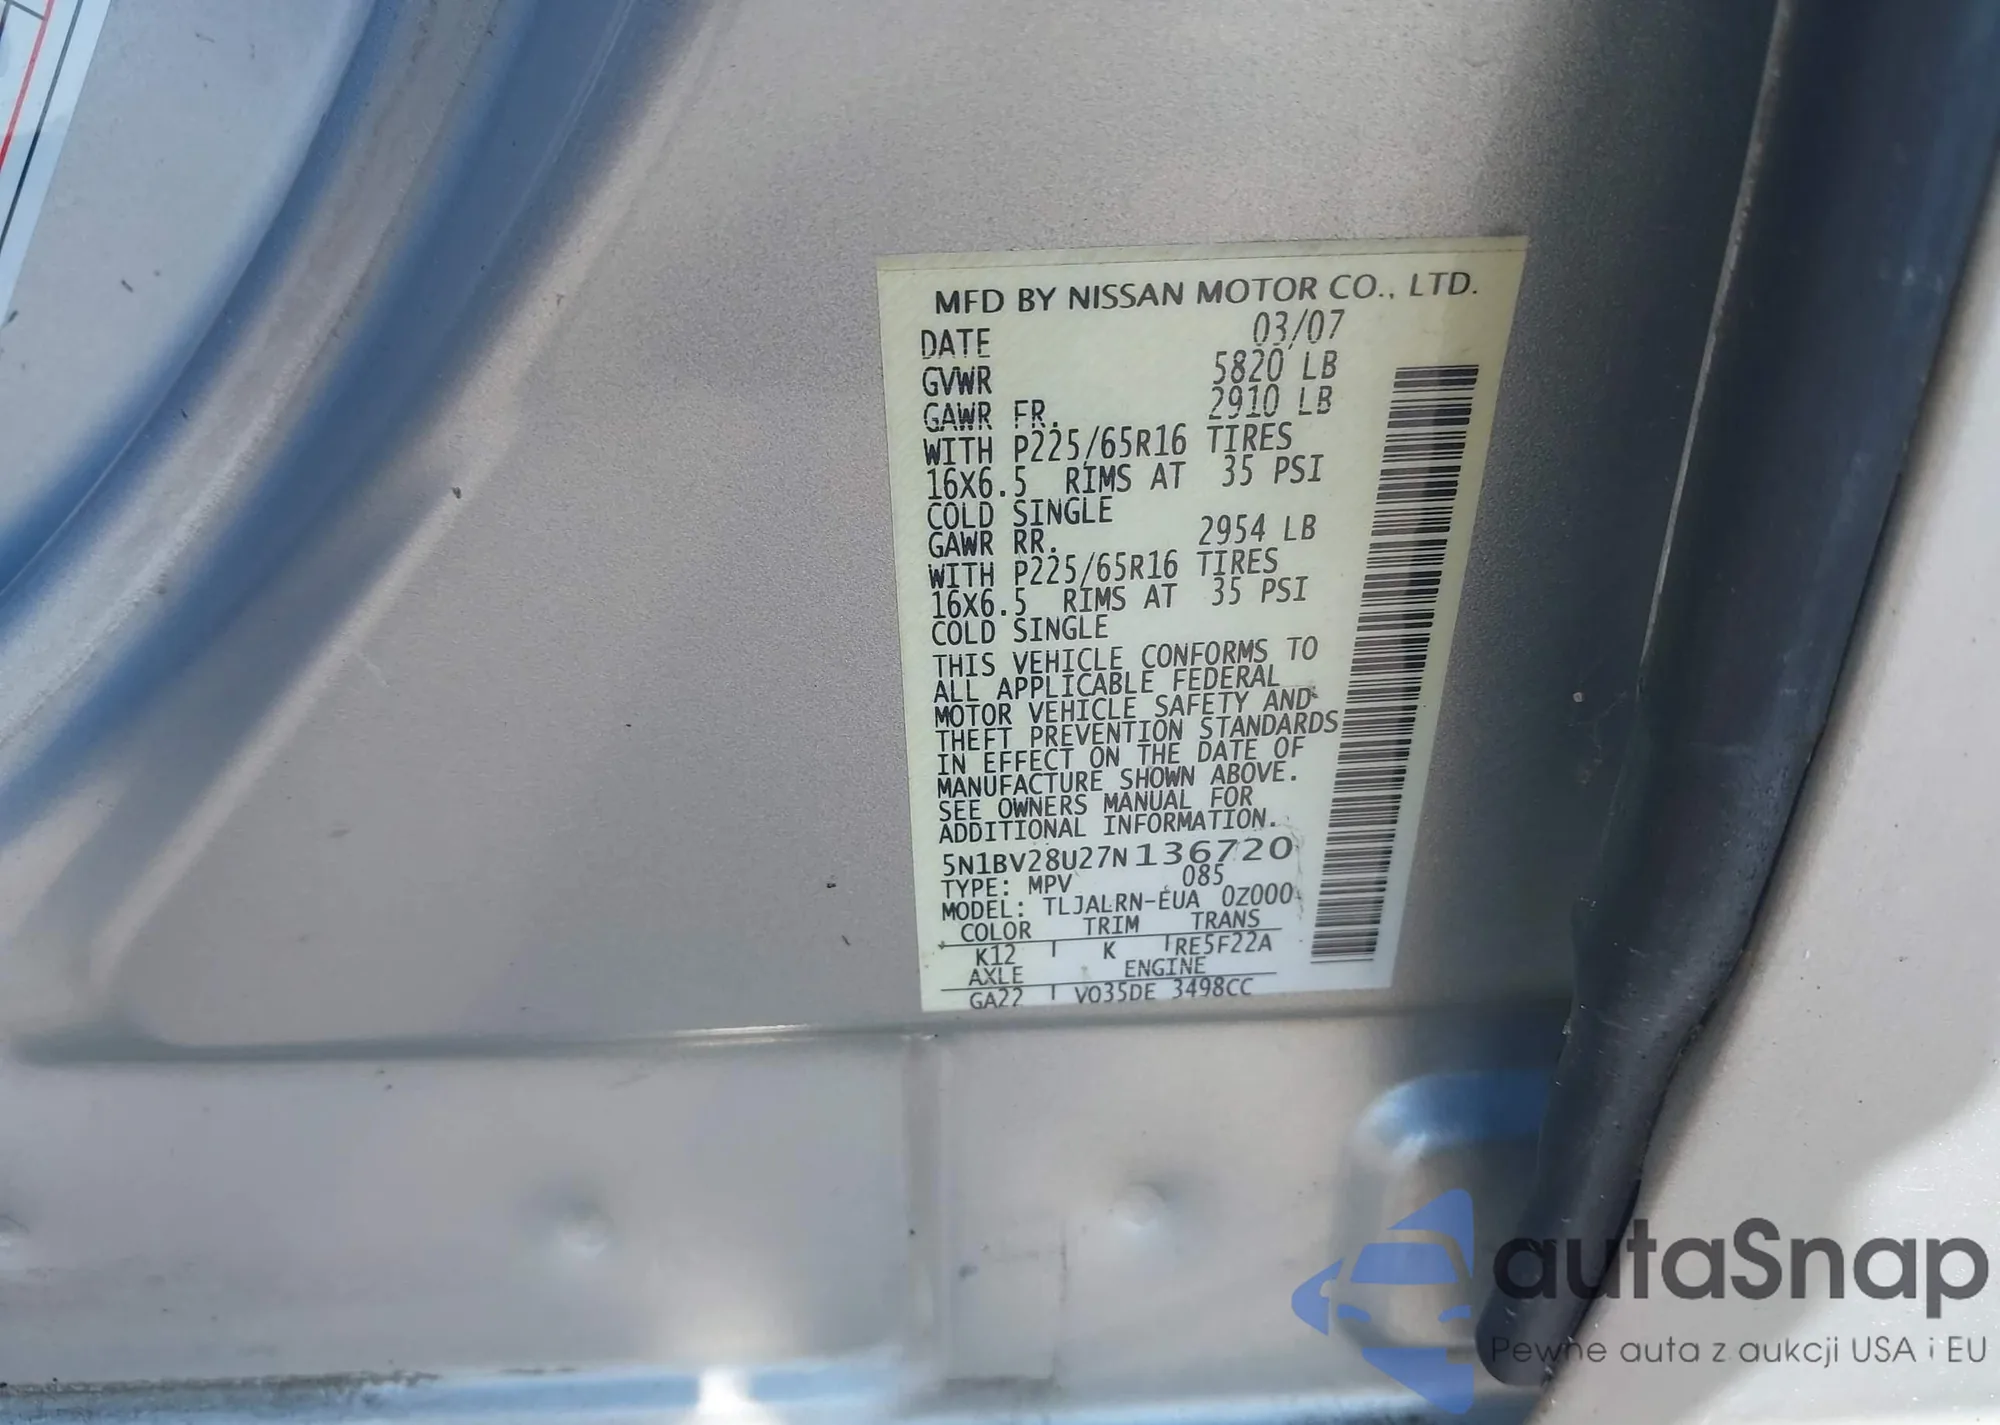 MFD BY NISSAN MOTOR CO., LTD.
DATE 03/07
GVWR 5820 LB
GAWR FR. 2910 LB
WITH P225/65R16 TIRES
16X6.5 RIMS AT 35 PSI
COLD SINGLE
GAWR RR. 2954 LB
WITH P225/65R16 TIRES
16X6.5 RIMS AT 35 PSI
COLD SINGLE
THIS VEHICLE CONFORMS TO
ALL APPLICABLE FEDERAL
MOTOR VEHICLE SAFETY AND
THEFT PREVENTION STANDARDS
IN EFFECT ON THE DATE OF
MANUFACTURE SHOWN ABOVE.
SEE OWNERS MANUAL FOR
ADDITIONAL INFORMATION.
5N1BV28U27N136720
TYPE: MPV 085
MODEL: TLJALRN-EUA 0Z000
COLOR TRIM TRANS
K12 K RE5F22A
AXLE ENGINE
GA22 VQ35DE 3498CC
autaSnap
Pewne auta z aukcji USA i EU